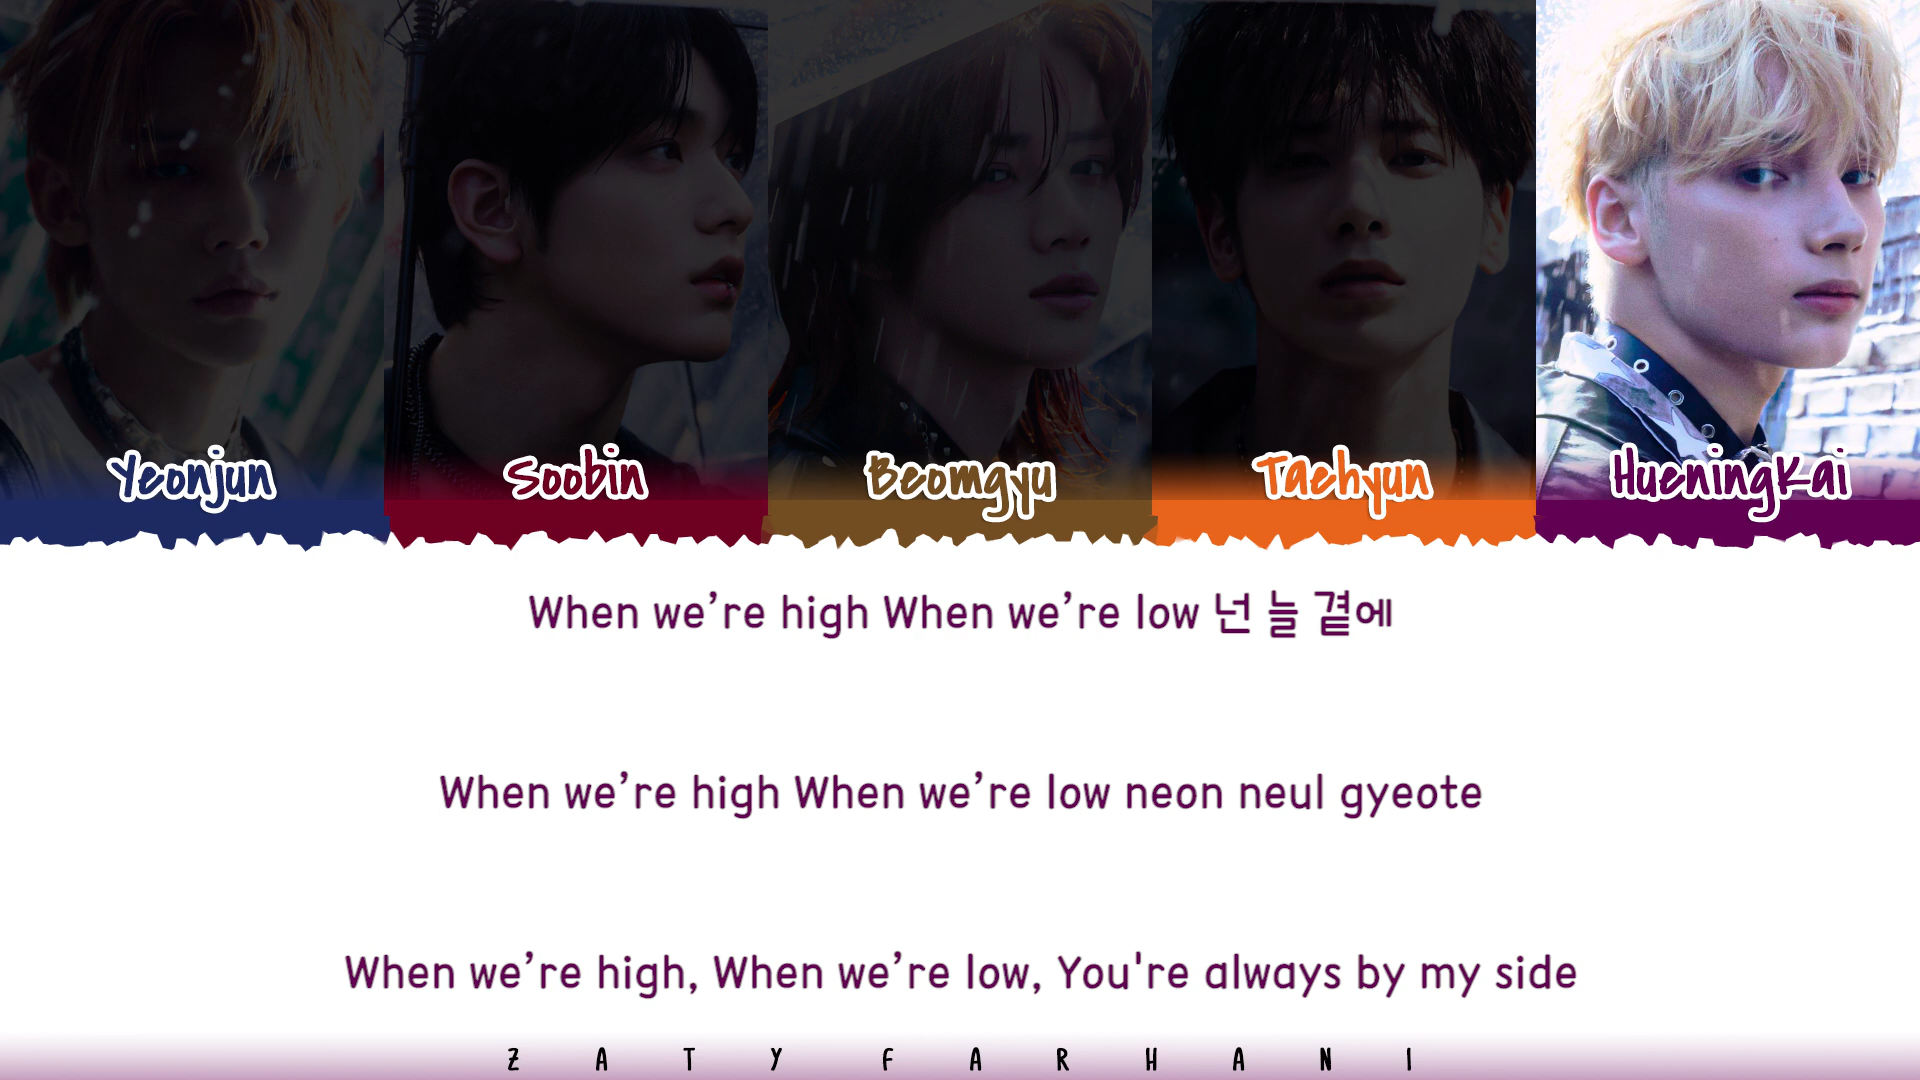 Yeonjun Soobin Beomgyu Taehyun HueningKai
When we’re high When we’re low 넌 늘 곁에
When we’re high When we’re low neon neul gyeote
When we’re high, When we’re low, You're always by my side
ZATY FARHANI